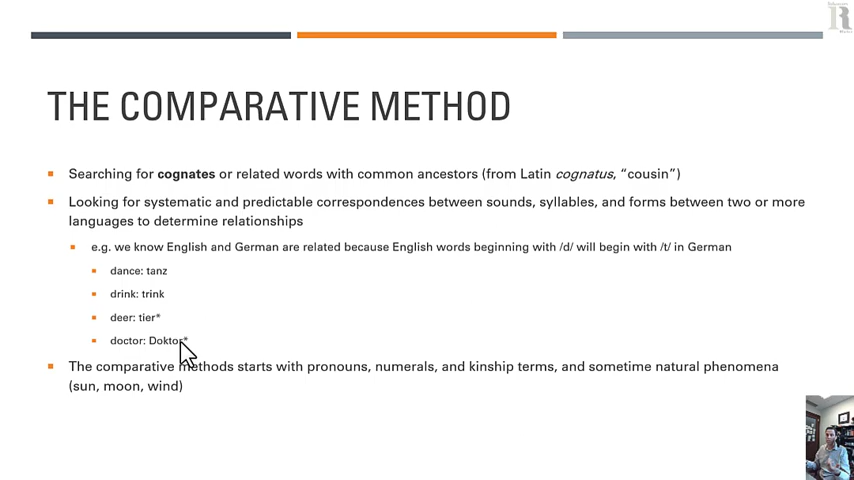 THE COMPARATIVE METHOD
Searching for cognates or related words with common ancestors (from Latin cognatus, “cousin”)
Looking for systematic and predictable correspondences between sounds, syllables, and forms between two or more
languages to determine relationships
e.g. we know English and German are related because English words beginning with /d/ will begin with /t/ in German
dance: tanz
drink: trink
deer: tier*
doctor: Doktor*
The comparative methods starts with pronouns, numerals, and kinship terms, and sometime natural phenomena
(sun, moon, wind)